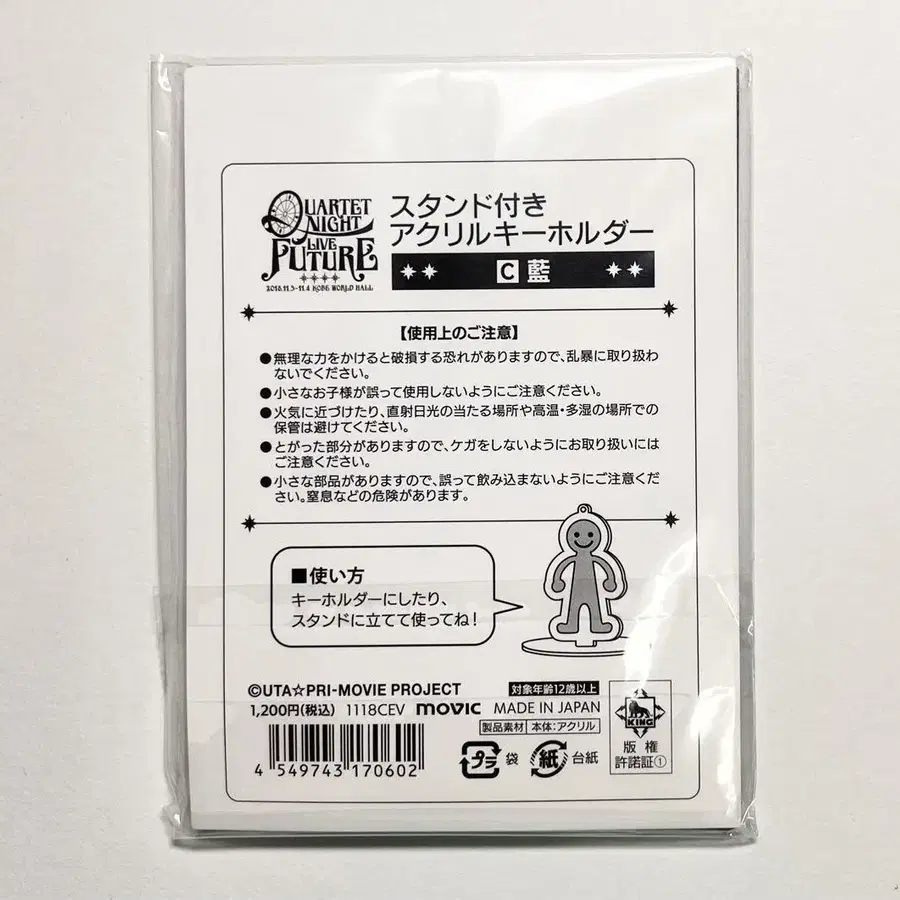 QUARTET
NIGHT
LIVE
FUTURE
2018.11.3-11.4 KOBE WORLD HALL
スタンド付き
アクリルキーホルダー
C 藍
【使用上のご注意】
●無理な力をかけると破損する恐れがありますので、乱暴に取り扱わ
ないでください。
●小さなお子様が誤って使用しないようにご注意ください。
●火気に近づけたり、直射日光の当たる場所や高温・多湿の場所での
保管は避けてください。
●とがった部分がありますので、ケガをしないようにお取り扱いには
ご注意ください。
●小さな部品がありますので、誤って飲み込まないようにご注意くだ
さい。窒息などの危険があります。
■使い方
キーホルダーにしたり、
スタンドに立てて使ってね!
©UTA☆PRI-MOVIE PROJECT
対象年齢12歳以上
1,200円(税込) 1118CEV movic MADE IN JAPAN
製品素材 本体:アクリル
4 549743 170602
プラ 袋 紙 台紙
KING
版権
許諾証①